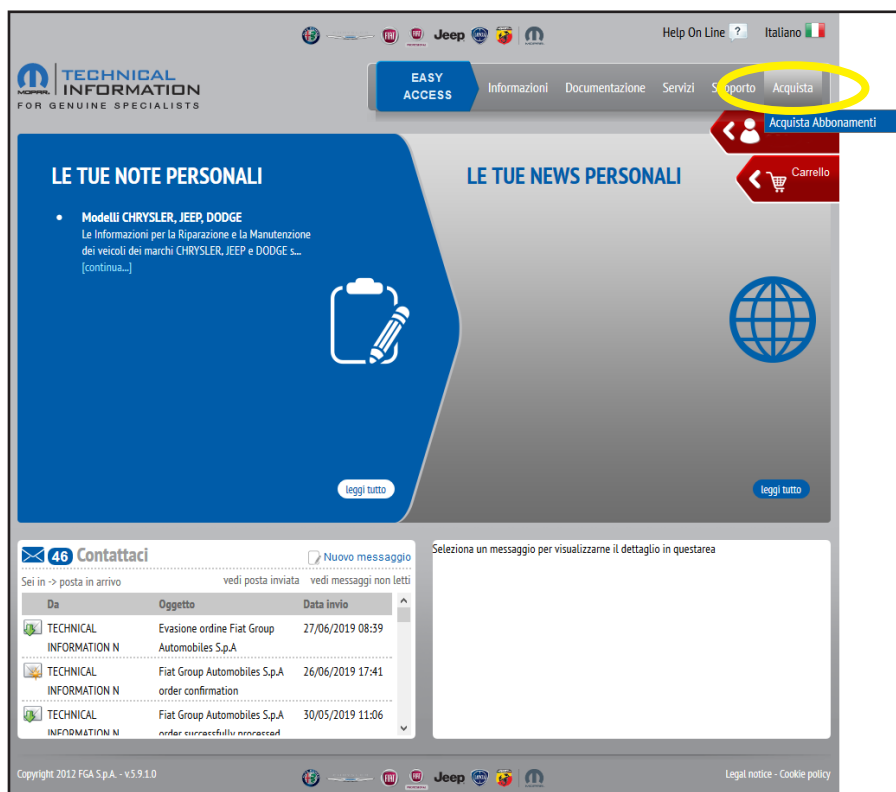 Jeep
Help On Line ?
Italiano
MOPAR
TECHNICAL
INFORMATION
FOR GENUINE SPECIALISTS
EASY
ACCESS
Informazioni
Documentazione
Servizi
Supporto
Acquista
Acquista Abbonamenti
Carrello
LE TUE NOTE PERSONALI
• Modelli CHRYSLER, JEEP, DODGE
Le Informazioni per la Riparazione e la Manutenzione
dei veicoli dei marchi CHRYSLER, JEEP e DODGE s...
[continua...]
leggi tutto
LE TUE NEWS PERSONALI
leggi tutto
46 Contattaci
Nuovo messaggio
Sei in -> posta in arrivo
vedi posta inviata
vedi messaggi non letti
Da Oggetto Data invio
TECHNICAL Evasione ordine Fiat Group 27/06/2019 08:39
INFORMATION N Automobiles S.p.A
TECHNICAL Fiat Group Automobiles S.p.A 26/06/2019 17:41
INFORMATION N order confirmation
TECHNICAL Fiat Group Automobiles S.p.A 30/05/2019 11:06
INFORMATION N order successfully processed
Seleziona un messaggio per visualizzarne il dettaglio in questarea
Copyright 2012 FGA S.p.A. - v.5.9.1.0
Jeep
Legal notice - Cookie policy